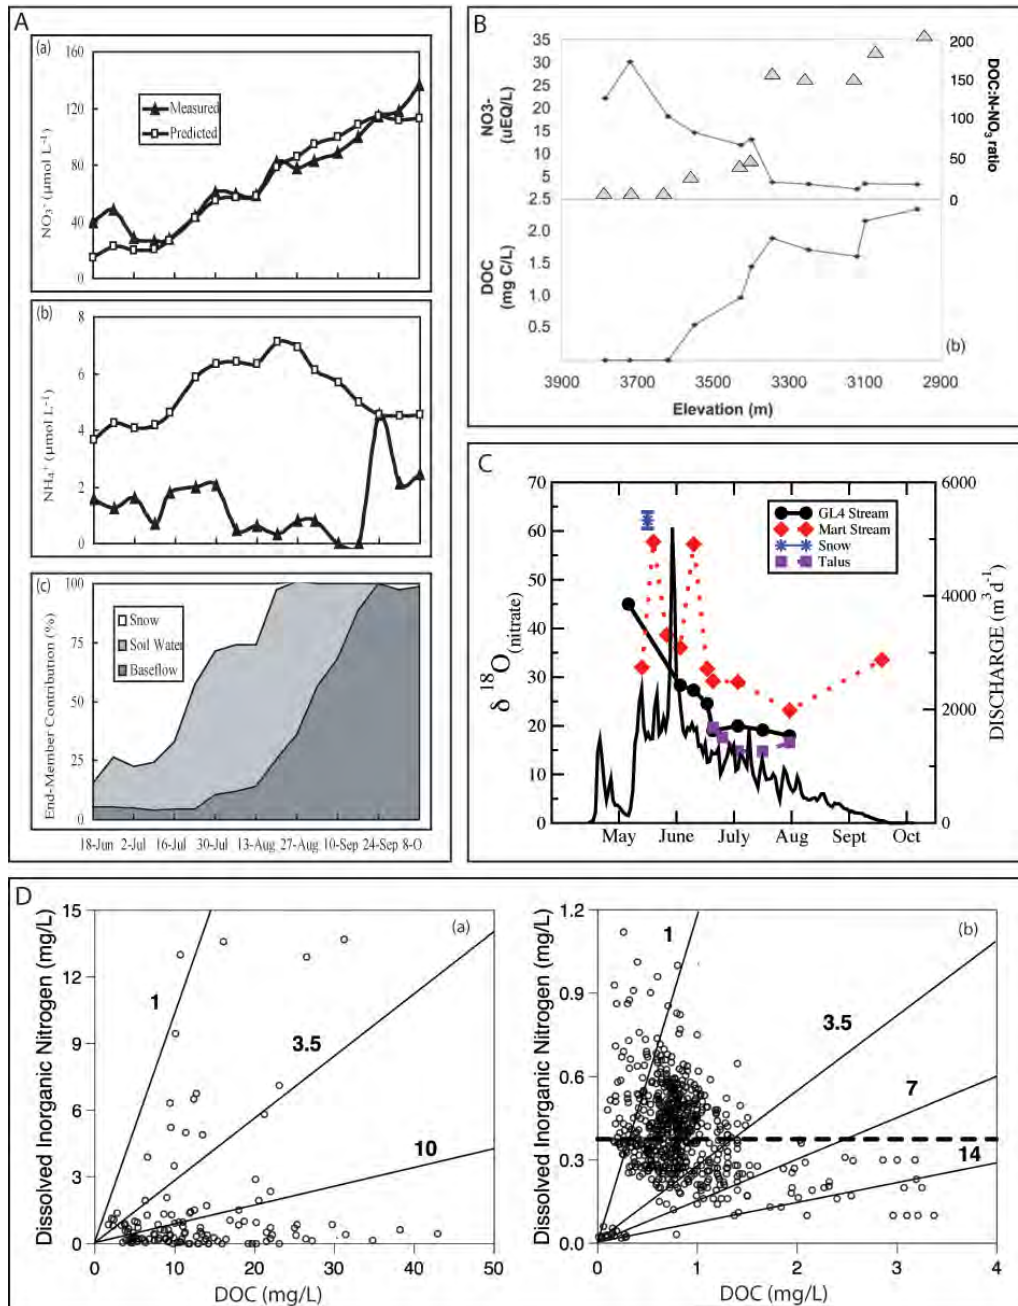 A
(a)
160
120
80
40
0
NO₃⁻ (µmol L⁻¹)
Measured
Predicted
(b)
8
6
4
2
0
NH₄⁺ (µmol L⁻¹)
(c)
100
75
50
25
0
End-Member Contribution (%)
Snow
Soil Water
Baseflow
18-Jun 2-Jul 16-Jul 30-Jul 13-Aug 27-Aug 10-Sep 24-Sep 8-O
B
35
30
25
20
15
10
5
2.5
2.0
1.5
1.0
0.5
NO3-
(uEQ/L)
DOC
(mg C/L)
200
150
100
50
0
DOC:N-NO₃ ratio
(b)
3900 3700 3500 3300 3100 2900
Elevation (m)
C
70
60
50
40
30
20
10
0
δ ¹⁸O(nitrate)
GL4 Stream
Mart Stream
Snow
Talus
6000
4000
2000
0
DISCHARGE (m³ d⁻¹)
May June July Aug Sept Oct
D
Dissolved Inorganic Nitrogen (mg/L)
15
12
9
6
3
0
(a)
1
3.5
10
0 10 20 30 40 50
DOC (mg/L)
Dissolved Inorganic Nitrogen (mg/L)
1.2
0.9
0.6
0.3
0.0
(b)
1
3.5
7
14
0 1 2 3 4
DOC (mg/L)